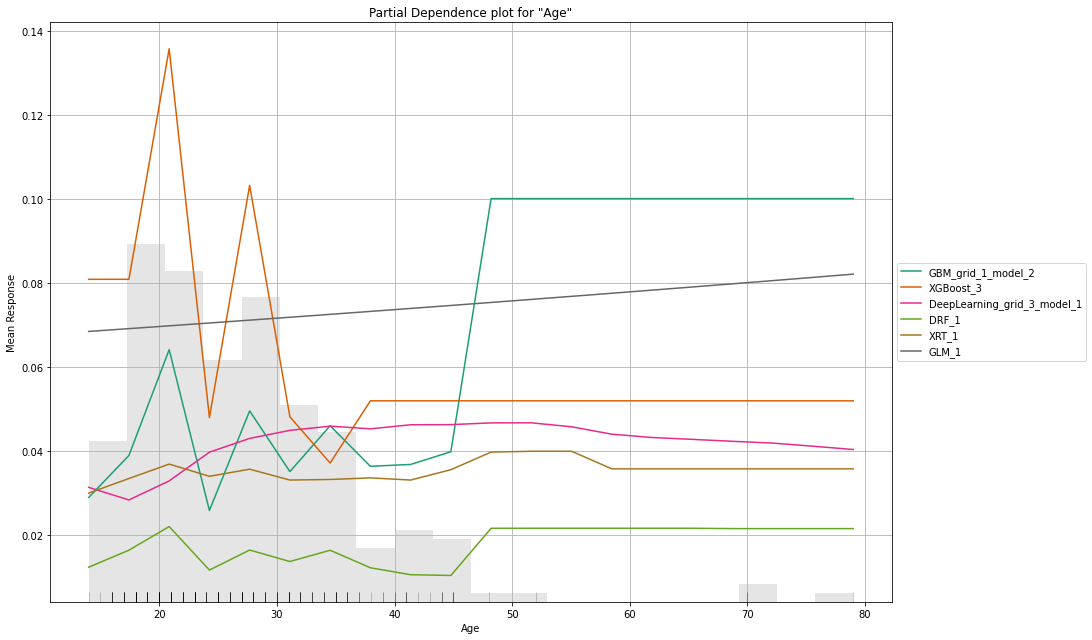 Partial Dependence plot for "Age"
0.14
0.12
0.10
0.08
0.06
0.04
0.02
Mean Response
20
30
40
50
60
70
80
Age
GBM_grid_1_model_2
XGBoost_3
DeepLearning_grid_3_model_1
DRF_1
XRT_1
GLM_1